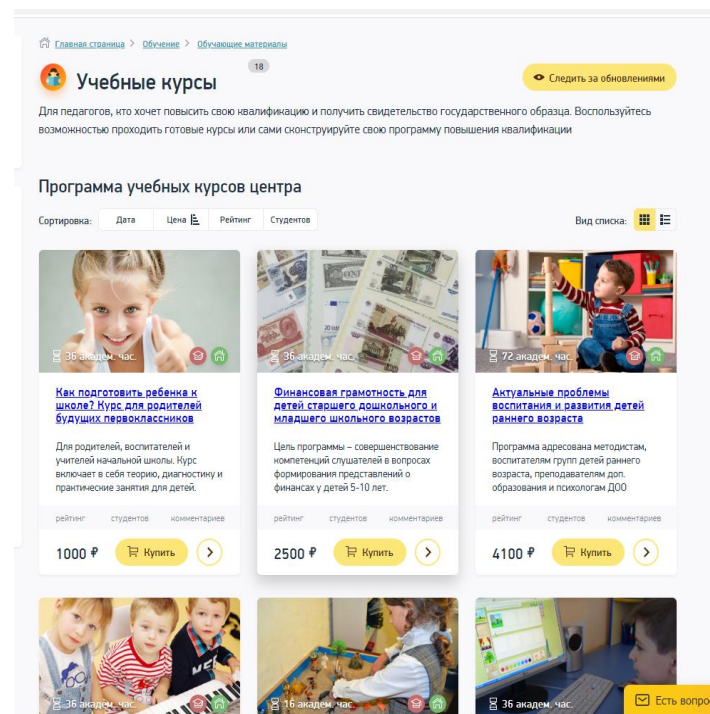 Главная страница > Обучение > Обучающие материалы
Учебные курсы
18
Следить за обновлениями
Для педагогов, кто хочет повысить свою квалификацию и получить свидетельство государственного образца. Воспользуйтесь
возможностью проходить готовые курсы или сами сконструируйте свою программу повышения квалификации
Программа учебных курсов центра
Сортировка: Дата Цена Рейтинг Студентов
Вид списка:
36 академ. час.
Как подготовить ребенка к
школе? Курс для родителей
будущих первоклассников
Для родителей, воспитателей и
учителей начальной школы. Курс
включает в себя теорию, диагностику и
практические занятия для детей.
рейтинг студентов комментариев
1000 ₽ Купить
36 академ. час.
Финансовая грамотность для
детей старшего дошкольного и
младшего школьного возрастов
Цель программы – совершенствование
компетенций слушателей в вопросах
формирования представлений о
финансах у детей 5-10 лет.
рейтинг студентов комментариев
2500 ₽ Купить
72 академ. час.
Актуальные проблемы
воспитания и развития детей
раннего возраста
Программа адресована методистам,
воспитателям групп детей раннего
возраста, преподавателям доп.
образования и психологам ДОО
рейтинг студентов комментариев
4100 ₽ Купить
36 академ. час.
16 академ. час.
36 академ. час.
Есть вопро